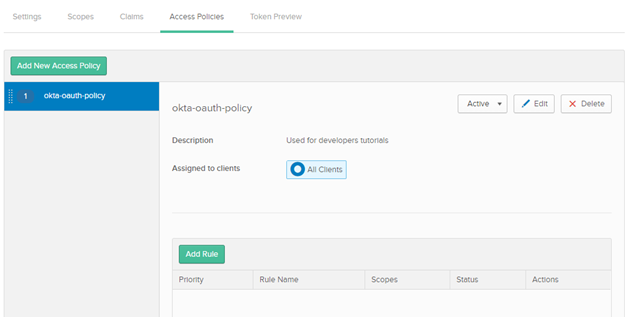 Settings Scopes Claims Access Policies Token Preview
Add New Access Policy
1 okta-oauth-policy
okta-oauth-policy
Active Edit Delete
Description Used for developers tutorials
Assigned to clients All Clients
Add Rule
Priority Rule Name Scopes Status Actions